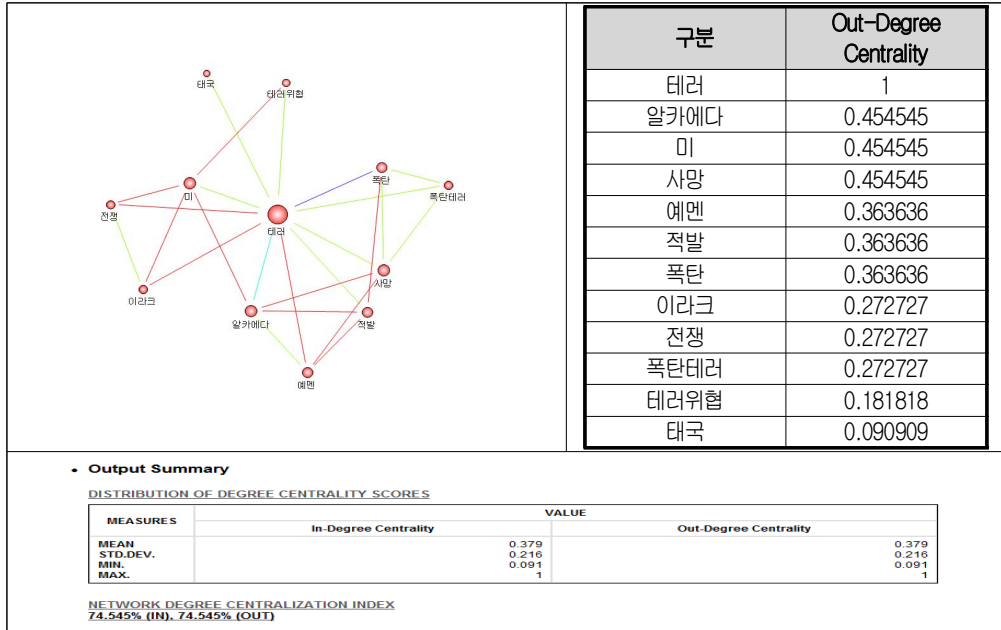 태국
테러위협
미
폭탄
폭탄테러
전쟁
테러
사망
이라크
알카에다
적발
예멘
구분 Out-Degree Centrality
테러 1
알카에다 0.454545
미 0.454545
사망 0.454545
예멘 0.363636
적발 0.363636
폭탄 0.363636
이라크 0.272727
전쟁 0.272727
폭탄테러 0.272727
테러위협 0.181818
태국 0.090909
• Output Summary
DISTRIBUTION OF DEGREE CENTRALITY SCORES
MEASURES VALUE
In-Degree Centrality Out-Degree Centrality
MEAN 0.379 0.379
STD.DEV. 0.216 0.216
MIN. 0.091 0.091
MAX. 1 1
NETWORK DEGREE CENTRALIZATION INDEX
74.545% (IN), 74.545% (OUT)